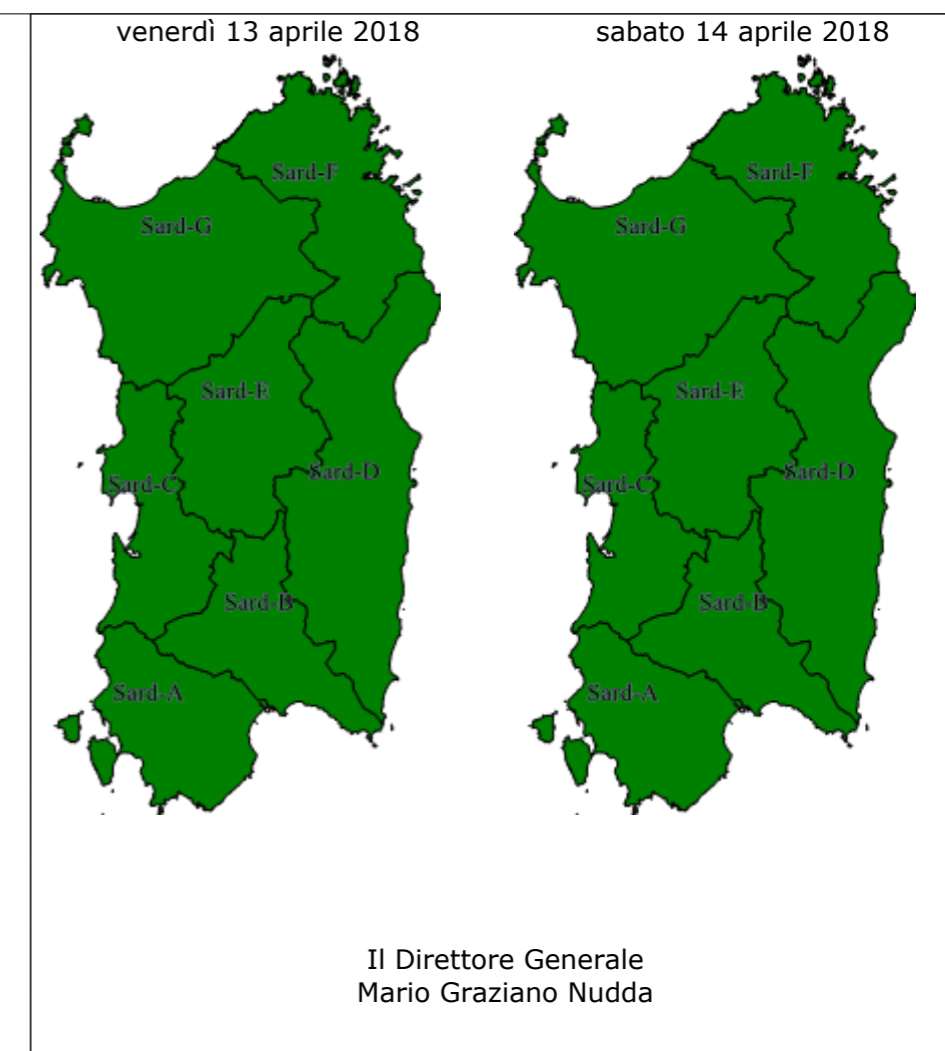 venerdì 13 aprile 2018
Sard-F
Sard-G
Sard-E
Sard-D
Sard-C
Sard-B
Sard-A
sabato 14 aprile 2018
Sard-F
Sard-G
Sard-E
Sard-D
Sard-C
Sard-B
Sard-A
Il Direttore Generale
Mario Graziano Nudda